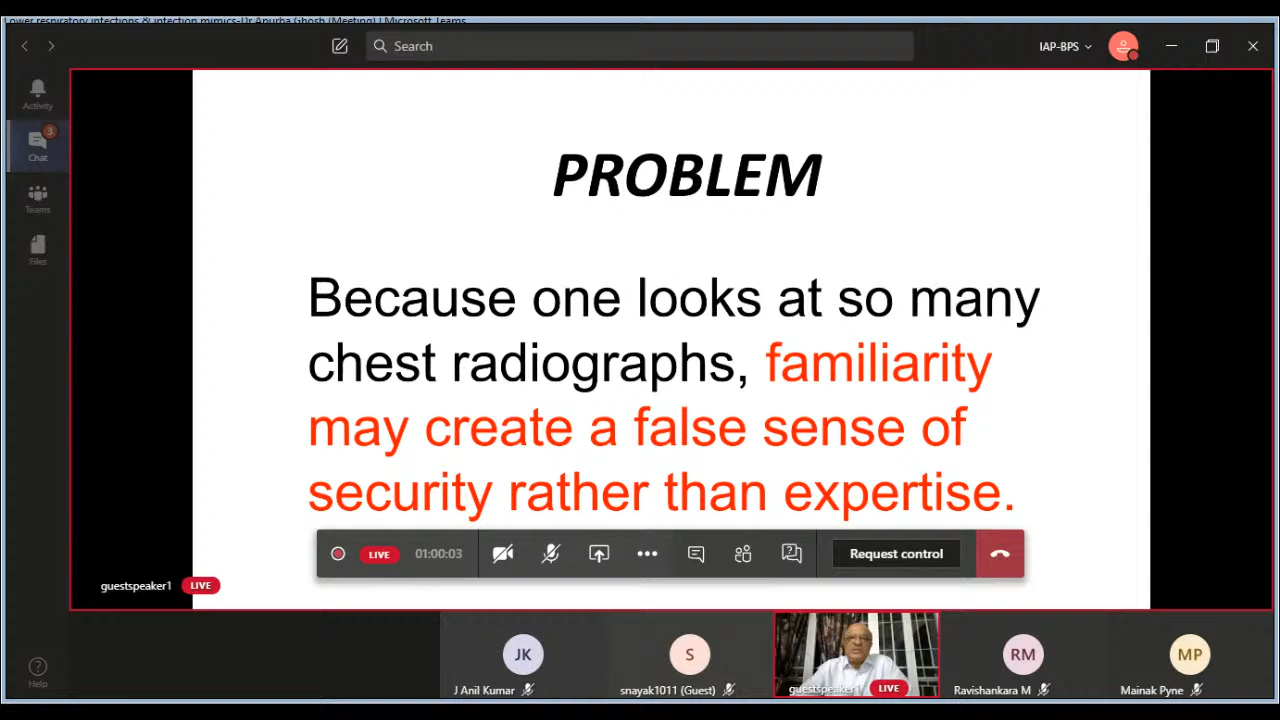 Lower respiratory infections & infection mimics-Dr Apurba Ghosh (Meeting) | Microsoft Teams
Search
IAP-BPS
Activity
3
Chat
Teams
Files
PROBLEM
Because one looks at so many
chest radiographs, familiarity
may create a false sense of
security rather than expertise.
LIVE 01:00:03 Request control
guestspeaker1 LIVE
JK
S
RM
MP
J Anil Kumar
snayak1011 (Guest)
guestspeaker1 LIVE
Ravishankara M
Mainak Pyne
Help